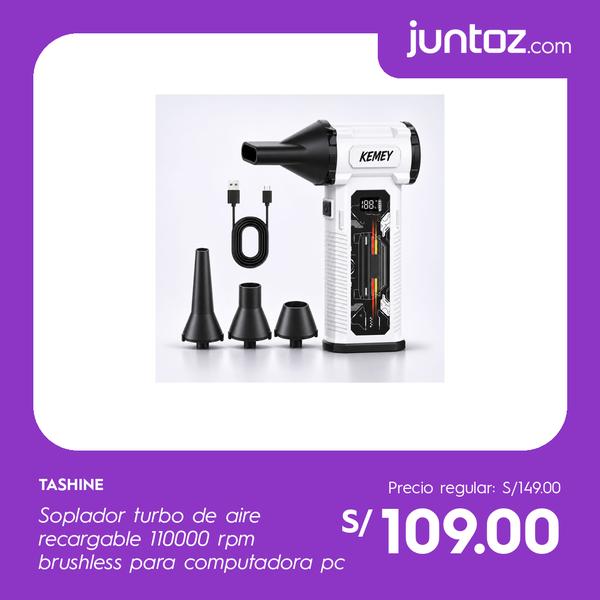 juntoz.com
KEMEY
188
TASHINE
Soplador turbo de aire
recargable 110000 rpm
brushless para computadora pc
Precio regular: S/149.00
S/ 109.00